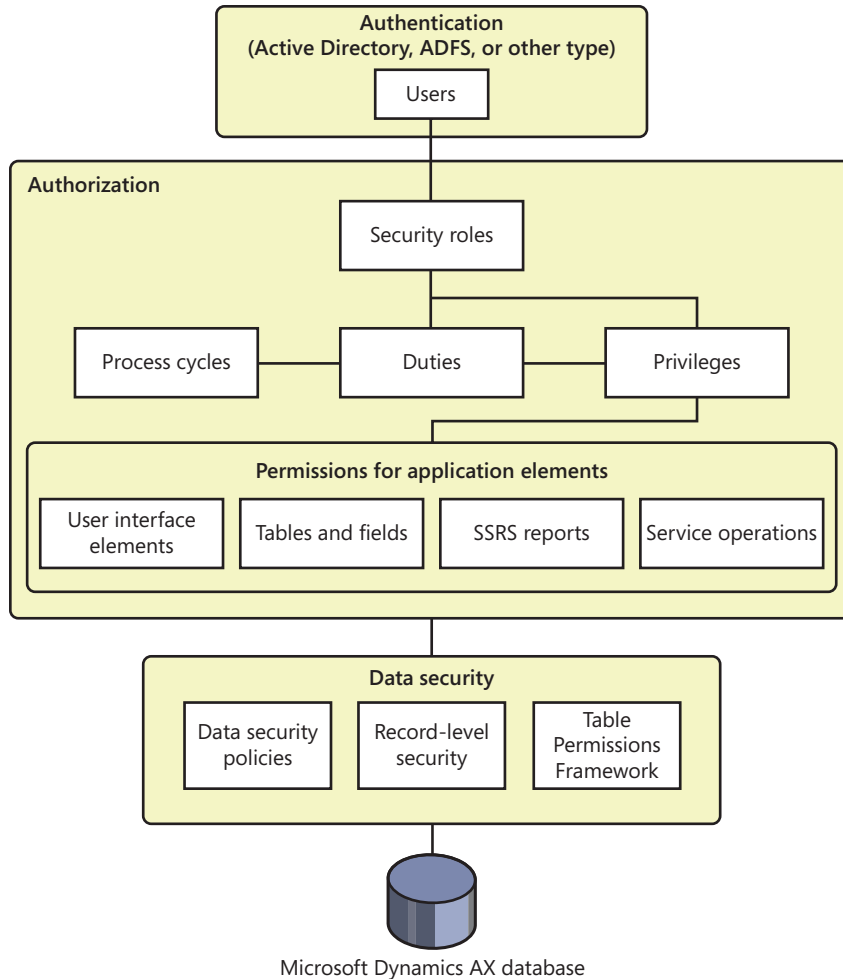 Authentication
(Active Directory, ADFS, or other type)
Users
Authorization
Security roles
Process cycles
Duties
Privileges
Permissions for application elements
User interface
elements
Tables and fields
SSRS reports
Service operations
Data security
Data security
policies
Record-level
security
Table
Permissions
Framework
Microsoft Dynamics AX database